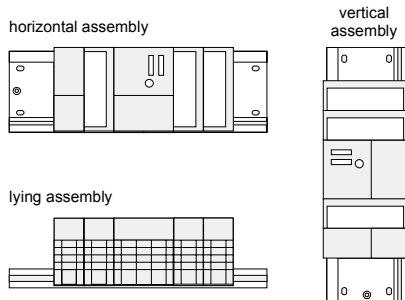 horizontal assembly
vertical
assembly
lying assembly